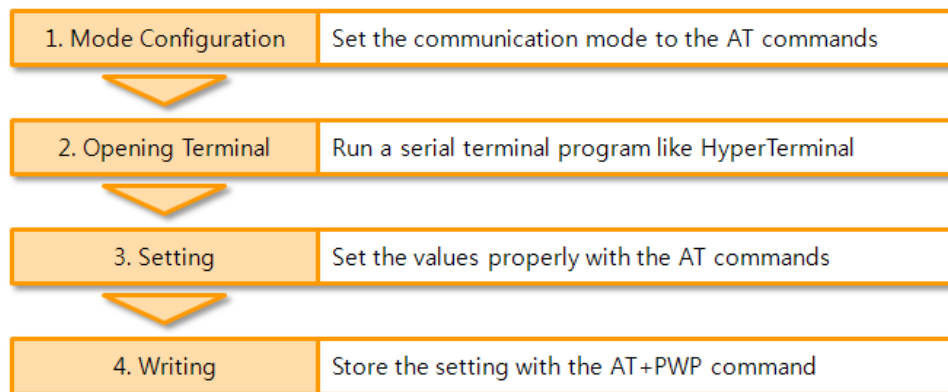 1. Mode Configuration Set the communication mode to the AT commands
2. Opening Terminal Run a serial terminal program like HyperTerminal
3. Setting Set the values properly with the AT commands
4. Writing Store the setting with the AT+PWP command